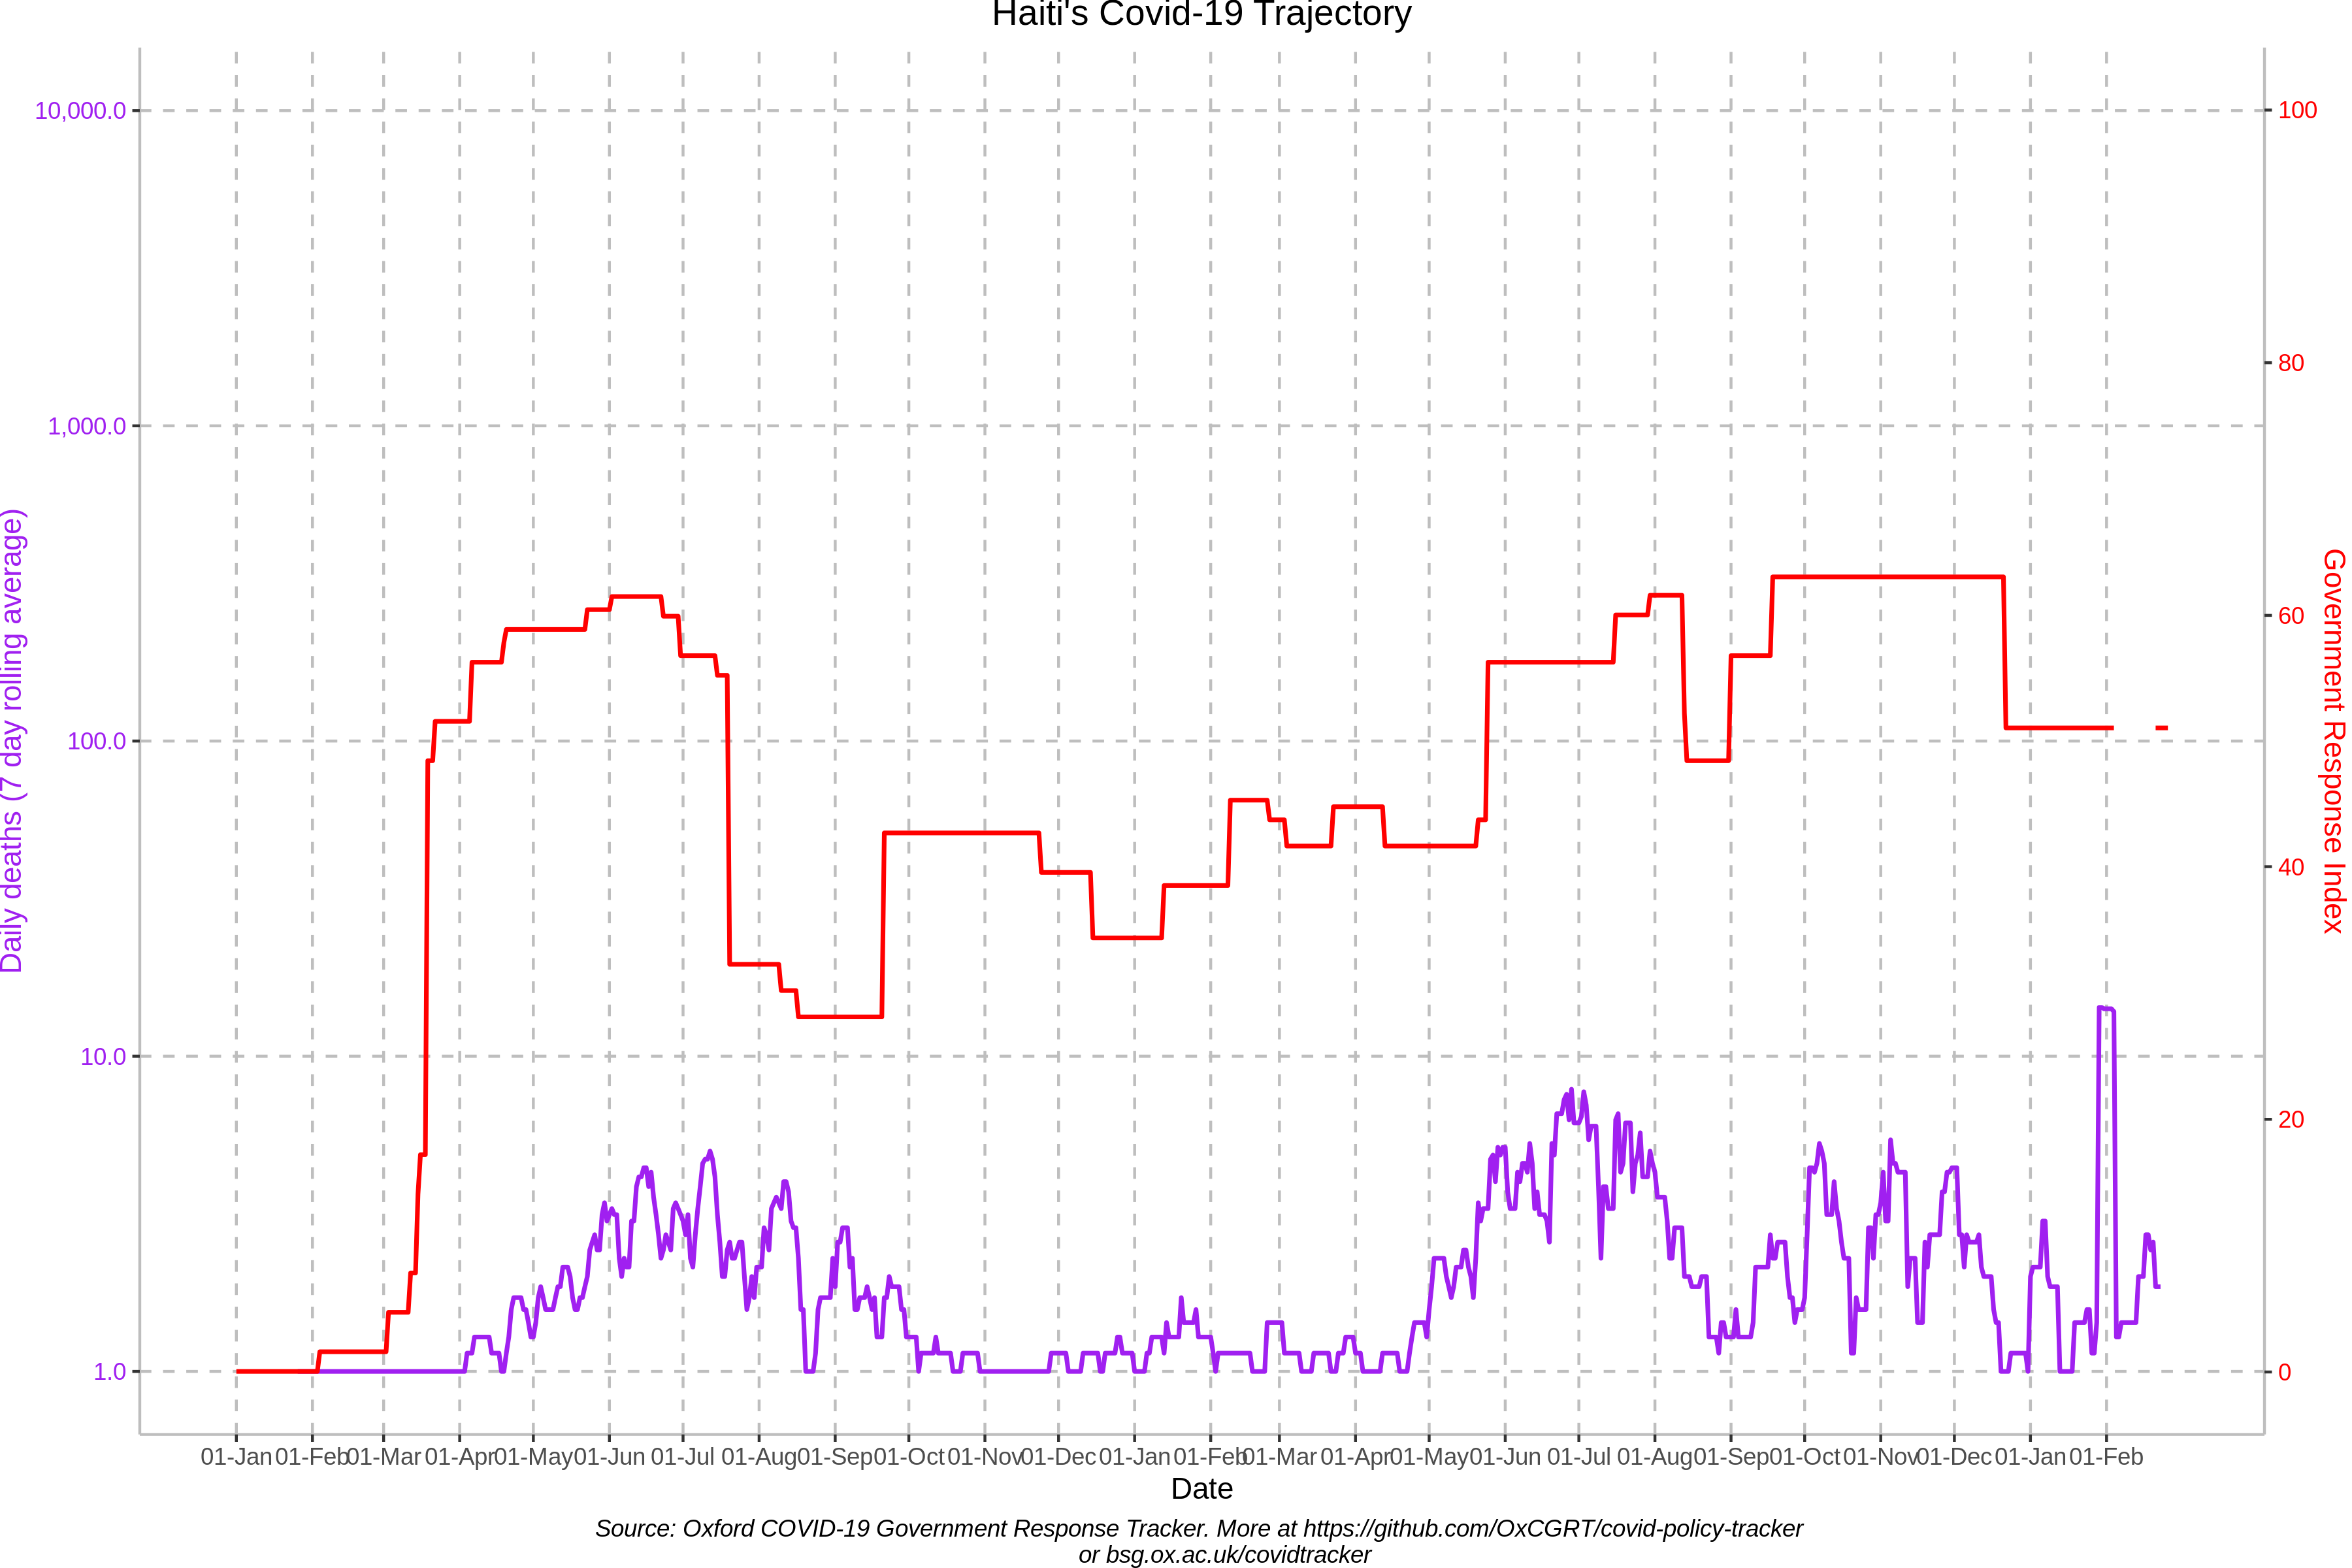 Haiti's Covid-19 Trajectory
10,000.0
1,000.0
100.0
10.0
1.0
Daily deaths (7 day rolling average)
100
80
60
40
20
0
Government Response Index
01-Jan 01-Feb 01-Mar 01-Apr 01-May 01-Jun 01-Jul 01-Aug 01-Sep 01-Oct 01-Nov 01-Dec 01-Jan 01-Feb 01-Mar 01-Apr 01-May 01-Jun 01-Jul 01-Aug 01-Sep 01-Oct 01-Nov 01-Dec 01-Jan 01-Feb
Date
Source: Oxford COVID-19 Government Response Tracker. More at https://github.com/OxCGRT/covid-policy-tracker
or bsg.ox.ac.uk/covidtracker